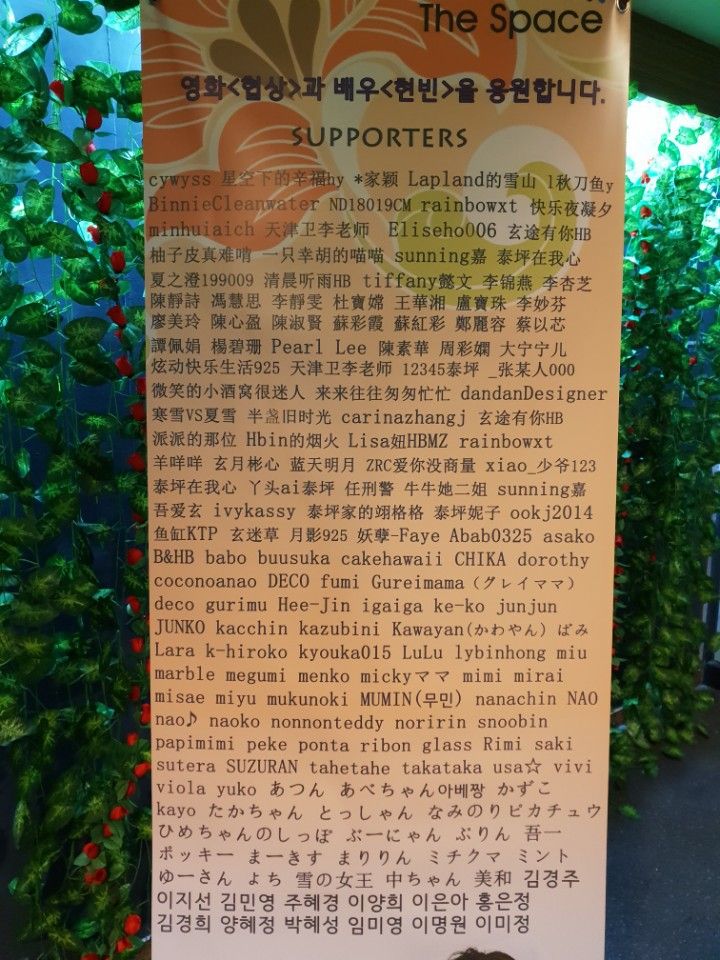 The Space
영화<협상>과 배우<현빈>을 응원합니다.
SUPPORTERS
cywyss 星空下的辛福hy *家颖 Lapland的雪山 l秋刀鱼y
BinnieCleanwater ND18019CM rainbowxt 快乐夜凝夕
minhuiaich 天津卫李老师 Eliseho006 玄途有你HB
柚子皮真难啃 一只幸胡的喵喵 sunning嘉 泰坪在我心
夏之澄199009 清晨听雨HB tiffany懿文 李锦燕 李杏芝
陳靜詩 馮慧思 李靜雯 杜寶嫦 王華湘 盧寶珠 李妙芬
廖美玲 陳心盈 陳淑賢 蘇彩霞 蘇紅彩 鄭麗容 蔡以芯
譚佩娟 楊碧珊 Pearl Lee 陳素華 周彩嫻 大宁宁儿
炫动快乐生活925 天津卫李老师 12345泰坪 _张某人000
微笑的小酒窝很迷人 来来往往匆匆忙忙 dandanDesigner
寒雪VS夏雪 半盏旧时光 carinazhangj 玄途有你HB
派派的那位 Hbin的烟火 Lisa妞HBMZ rainbowxt
羊咩咩 玄月彬心 蓝天明月 ZRC爱你没商量 xiao_少爷123
泰坪在我心 丫头ai泰坪 任刑警 牛牛她二姐 sunning嘉
吾爱玄 ivykassy 泰坪家的翊格格 泰坪妮子 ookj2014
鱼缸KTP 玄迷草 月影925 妖孽-Faye Abab0325 asako
B&HB babo buusuka cakehawaii CHIKA dorothy
coconoanao DECO fumi Gureimama (グレイママ)
deco gurimu Hee-Jin igaiga ke-ko junjun
JUNKO kacchin kazubini Kawayan(かわやん) ばみ
Lara k-hiroko kyouka015 LuLu lybinhong miu
marble megumi menko mickyママ mimi mirai
misae miyu mukunoki MUMIN(무민) nanachin NAO
nao♪ naoko nonnonteddy noririn snoobin
papimimi peke ponta ribon glass Rimi saki
sutera SUZURAN tahetahe takataka usa☆ vivi
viola yuko あつん あべちゃん아베짱 かずこ
kayo たかちゃん とっしゃん なみのりピカチュウ
ひめちゃんのしっぽ ぶーにゃん ぷりん 吾一
ポッキー まーきす まりりん ミチクマ ミント
ゆーさん よち 雪の女王 中ちゃん 美和 김경주
이지선 김민영 주혜경 이양희 이은아 홍은정
김경희 양혜정 박혜성 임미영 이명원 이미정